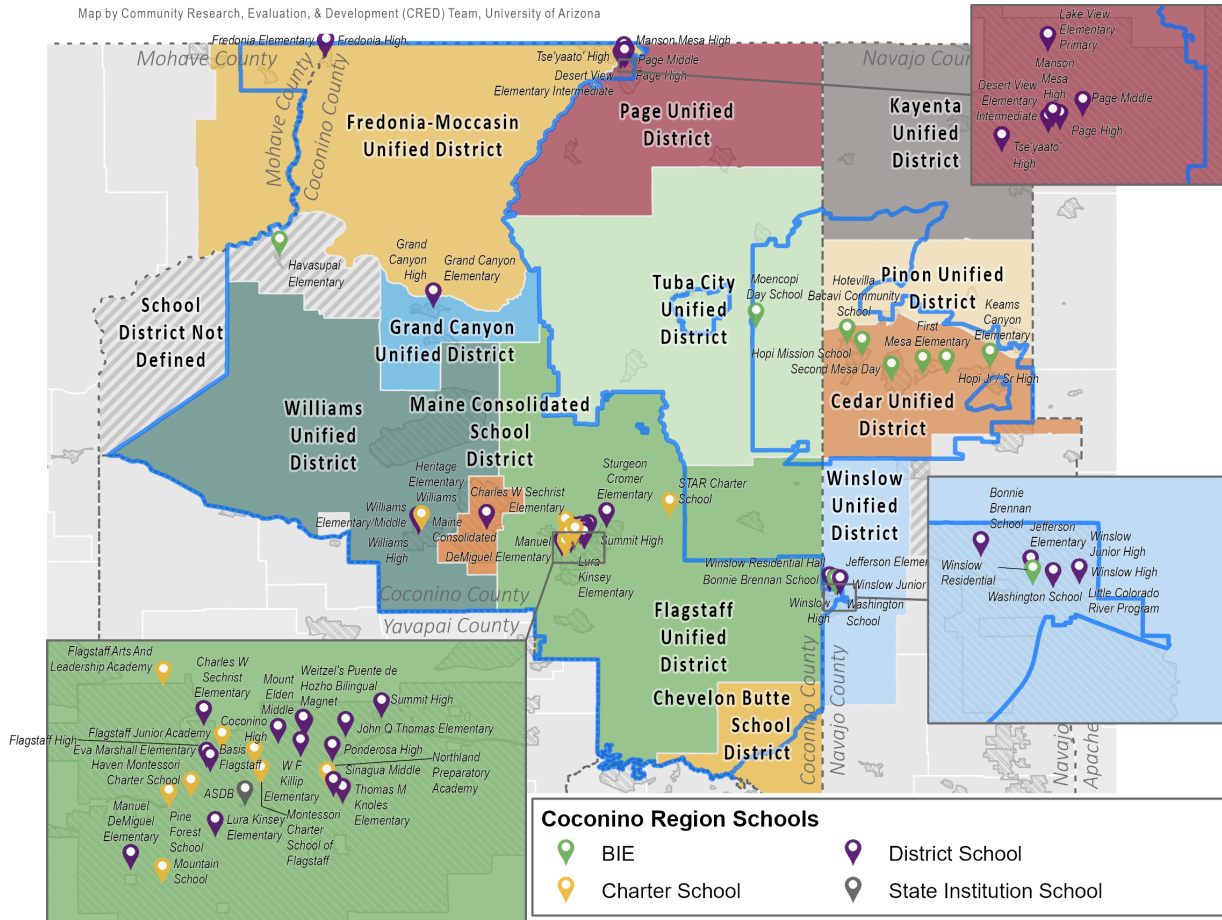 Map by Community Research, Evaluation, & Development (CRED) Team, University of Arizona
Fredonia Elementary
Fredonia High
Mohave County
Mohave County
Coconino County
Fredonia-Moccasin
Unified District
Manson Mesa High
Tse'yaato' High
Page Middle
Page High
Desert View
Elementary Intermediate
Page Unified
District
Navajo
Kayenta
Unified
District
Lake View
Elementary
Primary
Manson
Mesa
High
Desert View
Elementary
Intermediate
Page Middle
Page High
Tse'yaato'
High
Havasupai
Elementary
School
District Not
Defined
Grand
Canyon
High
Grand Canyon
Elementary
Grand Canyon
Unified District
Tuba City
Unified
District
Moencopi
Day School
Hotevilla
Bacavi Community
School
Pinon Unified
District
Keams
Canyon
Elementary
First
Mesa Elementary
Hopi Mission School
Second Mesa Day
Hopi Jr / Sr High
Cedar Unified
District
Williams
Unified
District
Maine Consolidated
School
District
Heritage
Elementary
Williams
Williams
Elementary/Middle
Williams
High
Maine
Consolidated
Charles W Sechrist
Elementary
Sturgeon
Cromer
Elementary
STAR Charter
School
Manuel
DeMiguel Elementary
Summit High
Lura
Kinsey
Elementary
Winslow
Unified
District
Winslow Residential Hall
Bonnie Brennan School
Jefferson Elemen
Winslow Junior
Winslow
High
Washington
School
Coconino County
Yavapai County
Flagstaff
Unified
District
Chevelon Butte
School
District
Coconino County
Navajo County
Navajo
Apache
Bonnie
Brennan
School
Jefferson
Elementary
Winslow
Junior High
Winslow
Residential
Winslow High
Washington School
Little Colorado
River Program
Flagstaff Arts And
Leadership Academy
Charles W
Sechrist
Elementary
Mount
Elden
Middle
Weitzel's Puente de
Hozho Bilingual
Magnet
Summit High
Flagstaff Junior Academy
Coconino
High
John Q Thomas Elementary
Flagstaff High
Eva Marshall Elementary
Basis
Flagstaff
Ponderosa High
Haven Montessori
Charter School
W F
Killip
Elementary
Sinagua Middle
Northland
Preparatory
Academy
ASDB
Thomas M
Knoles
Elementary
Manuel
DeMiguel
Elementary
Pine
Forest
School
Lura Kinsey
Elementary
Montessori
Charter
School of
Flagstaff
Mountain
School
Coconino Region Schools
BIE
District School
Charter School
State Institution School